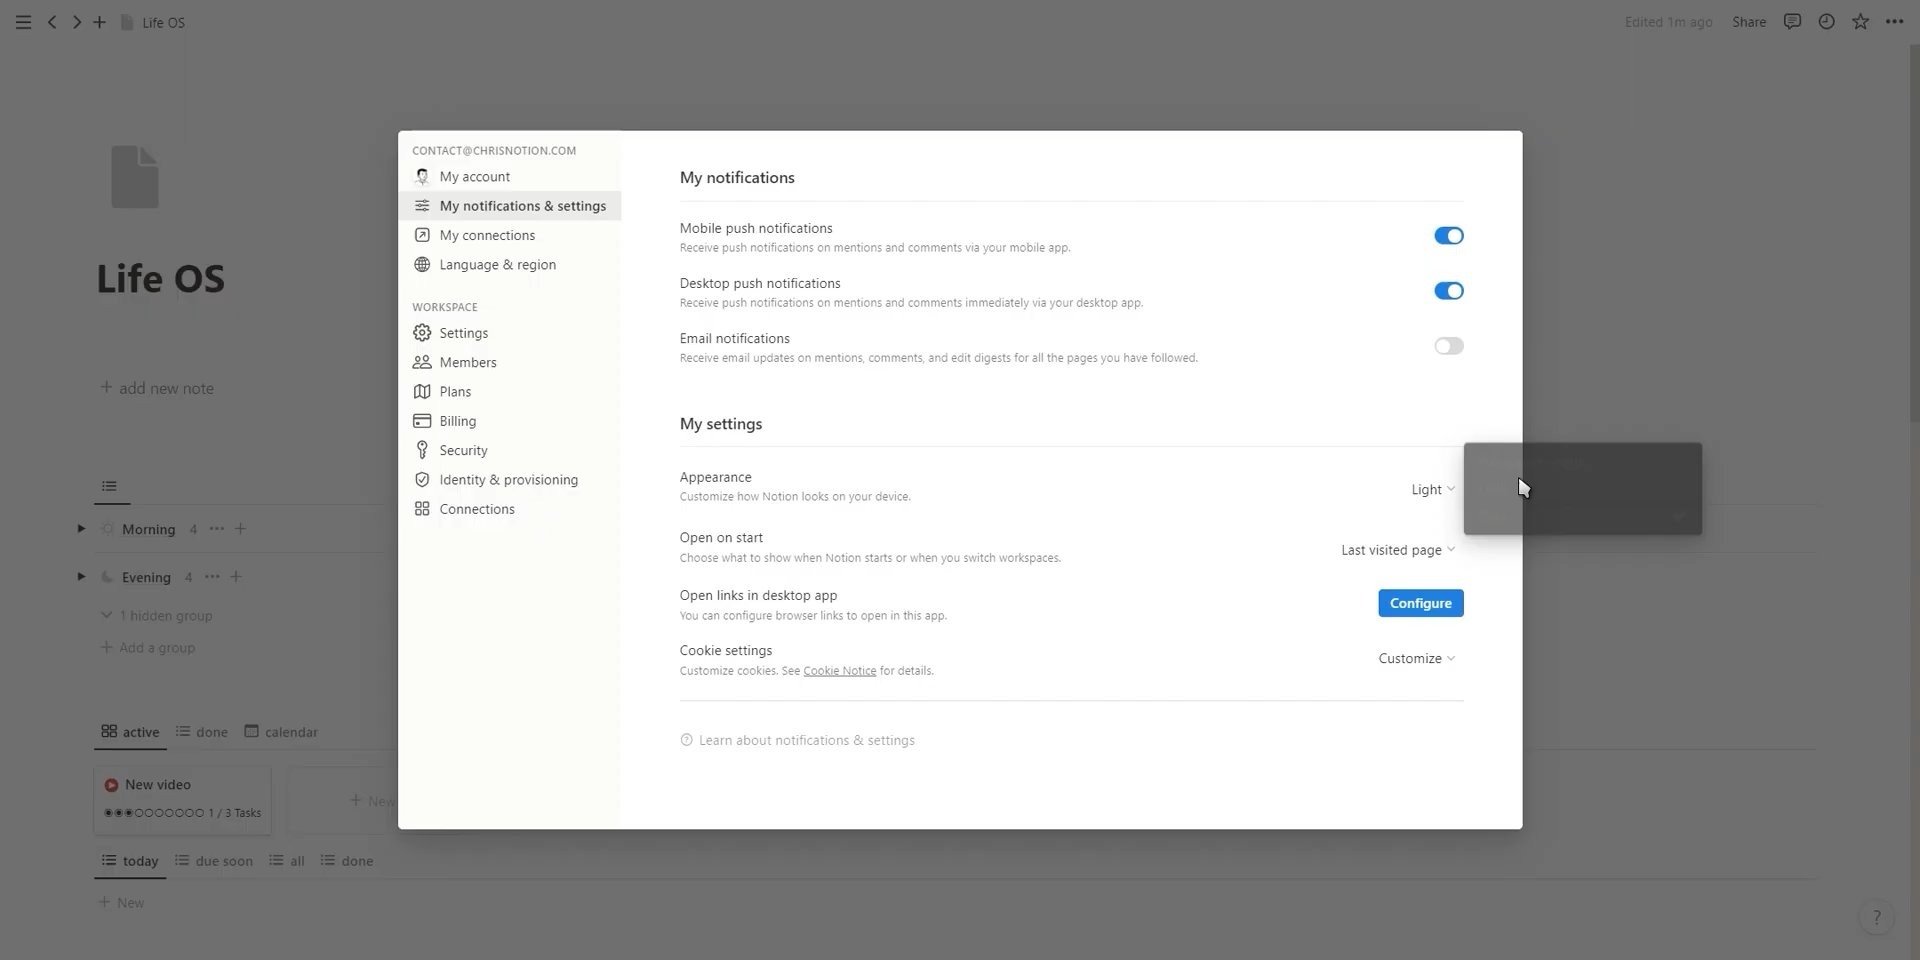 Life OS
Edited 1m ago
Share
Life OS
+ add new note
Morning 4
Evening 4
1 hidden group
+ Add a group
active
done
calendar
New video
◉◉◉○○○○○○○ 1 / 3 Tasks
+ New
today
due soon
all
done
+ New
CONTACT@CHRISNOTION.COM
My account
My notifications & settings
My connections
Language & region
WORKSPACE
Settings
Members
Plans
Billing
Security
Identity & provisioning
Connections
My notifications
Mobile push notifications
Receive push notifications on mentions and comments via your mobile app.
Desktop push notifications
Receive push notifications on mentions and comments immediately via your desktop app.
Email notifications
Receive email updates on mentions, comments, and edit digests for all the pages you have followed.
My settings
Appearance
Customize how Notion looks on your device.
Light
Open on start
Choose what to show when Notion starts or when you switch workspaces.
Last visited page
Open links in desktop app
You can configure browser links to open in this app.
Configure
Cookie settings
Customize cookies. See Cookie Notice for details.
Customize
Learn about notifications & settings
?